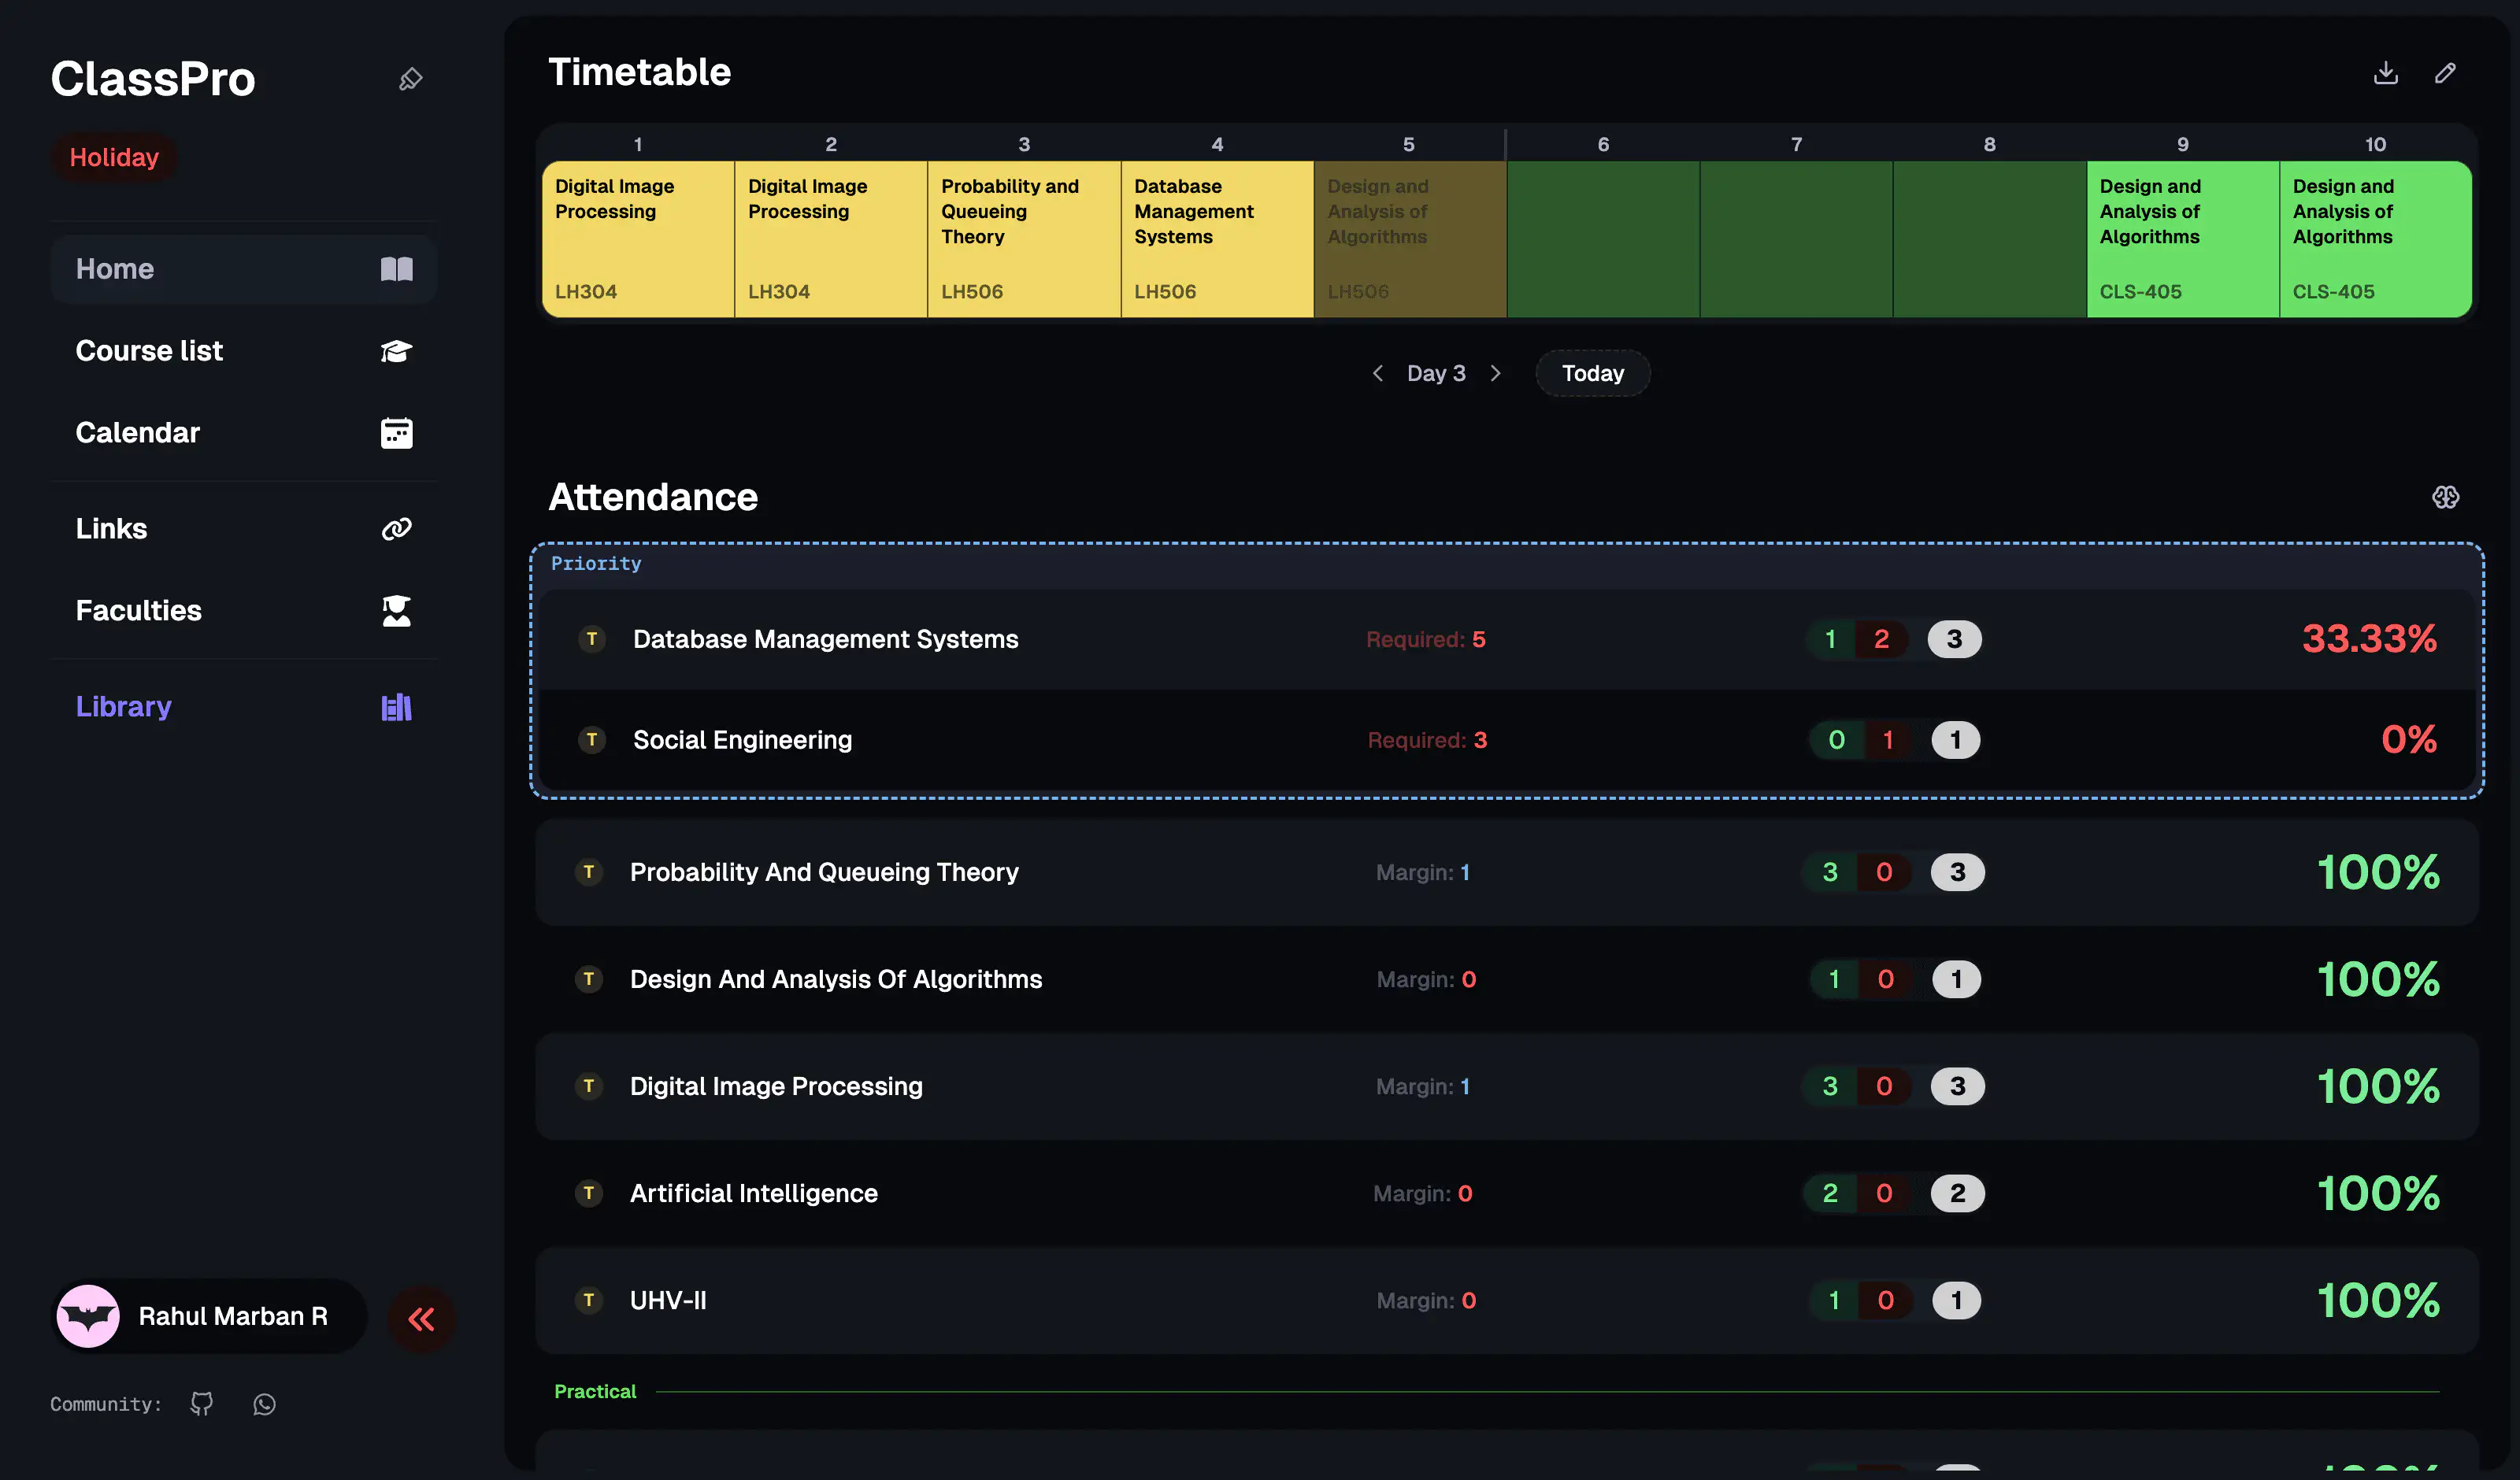 ClassPro
Holiday
Home
Course list
Calendar
Links
Faculties
Library
Rahul Marban R
Community:
Timetable
1 2 3 4 5 6 7 8 9 10
Digital Image
Processing
LH304
Digital Image
Processing
LH304
Probability and
Queueing
Theory
LH506
Database
Management
Systems
LH506
Design and
Analysis of
Algorithms
LH506
Design and
Analysis of
Algorithms
CLS-405
Design and
Analysis of
Algorithms
CLS-405
Day 3 Today
Attendance
Priority
T Database Management Systems Required: 5 1 2 3 33.33%
T Social Engineering Required: 3 0 1 1 0%
T Probability And Queueing Theory Margin: 1 3 0 3 100%
T Design And Analysis Of Algorithms Margin: 0 1 0 1 100%
T Digital Image Processing Margin: 1 3 0 3 100%
T Artificial Intelligence Margin: 0 2 0 2 100%
T UHV-II Margin: 0 1 0 1 100%
Practical